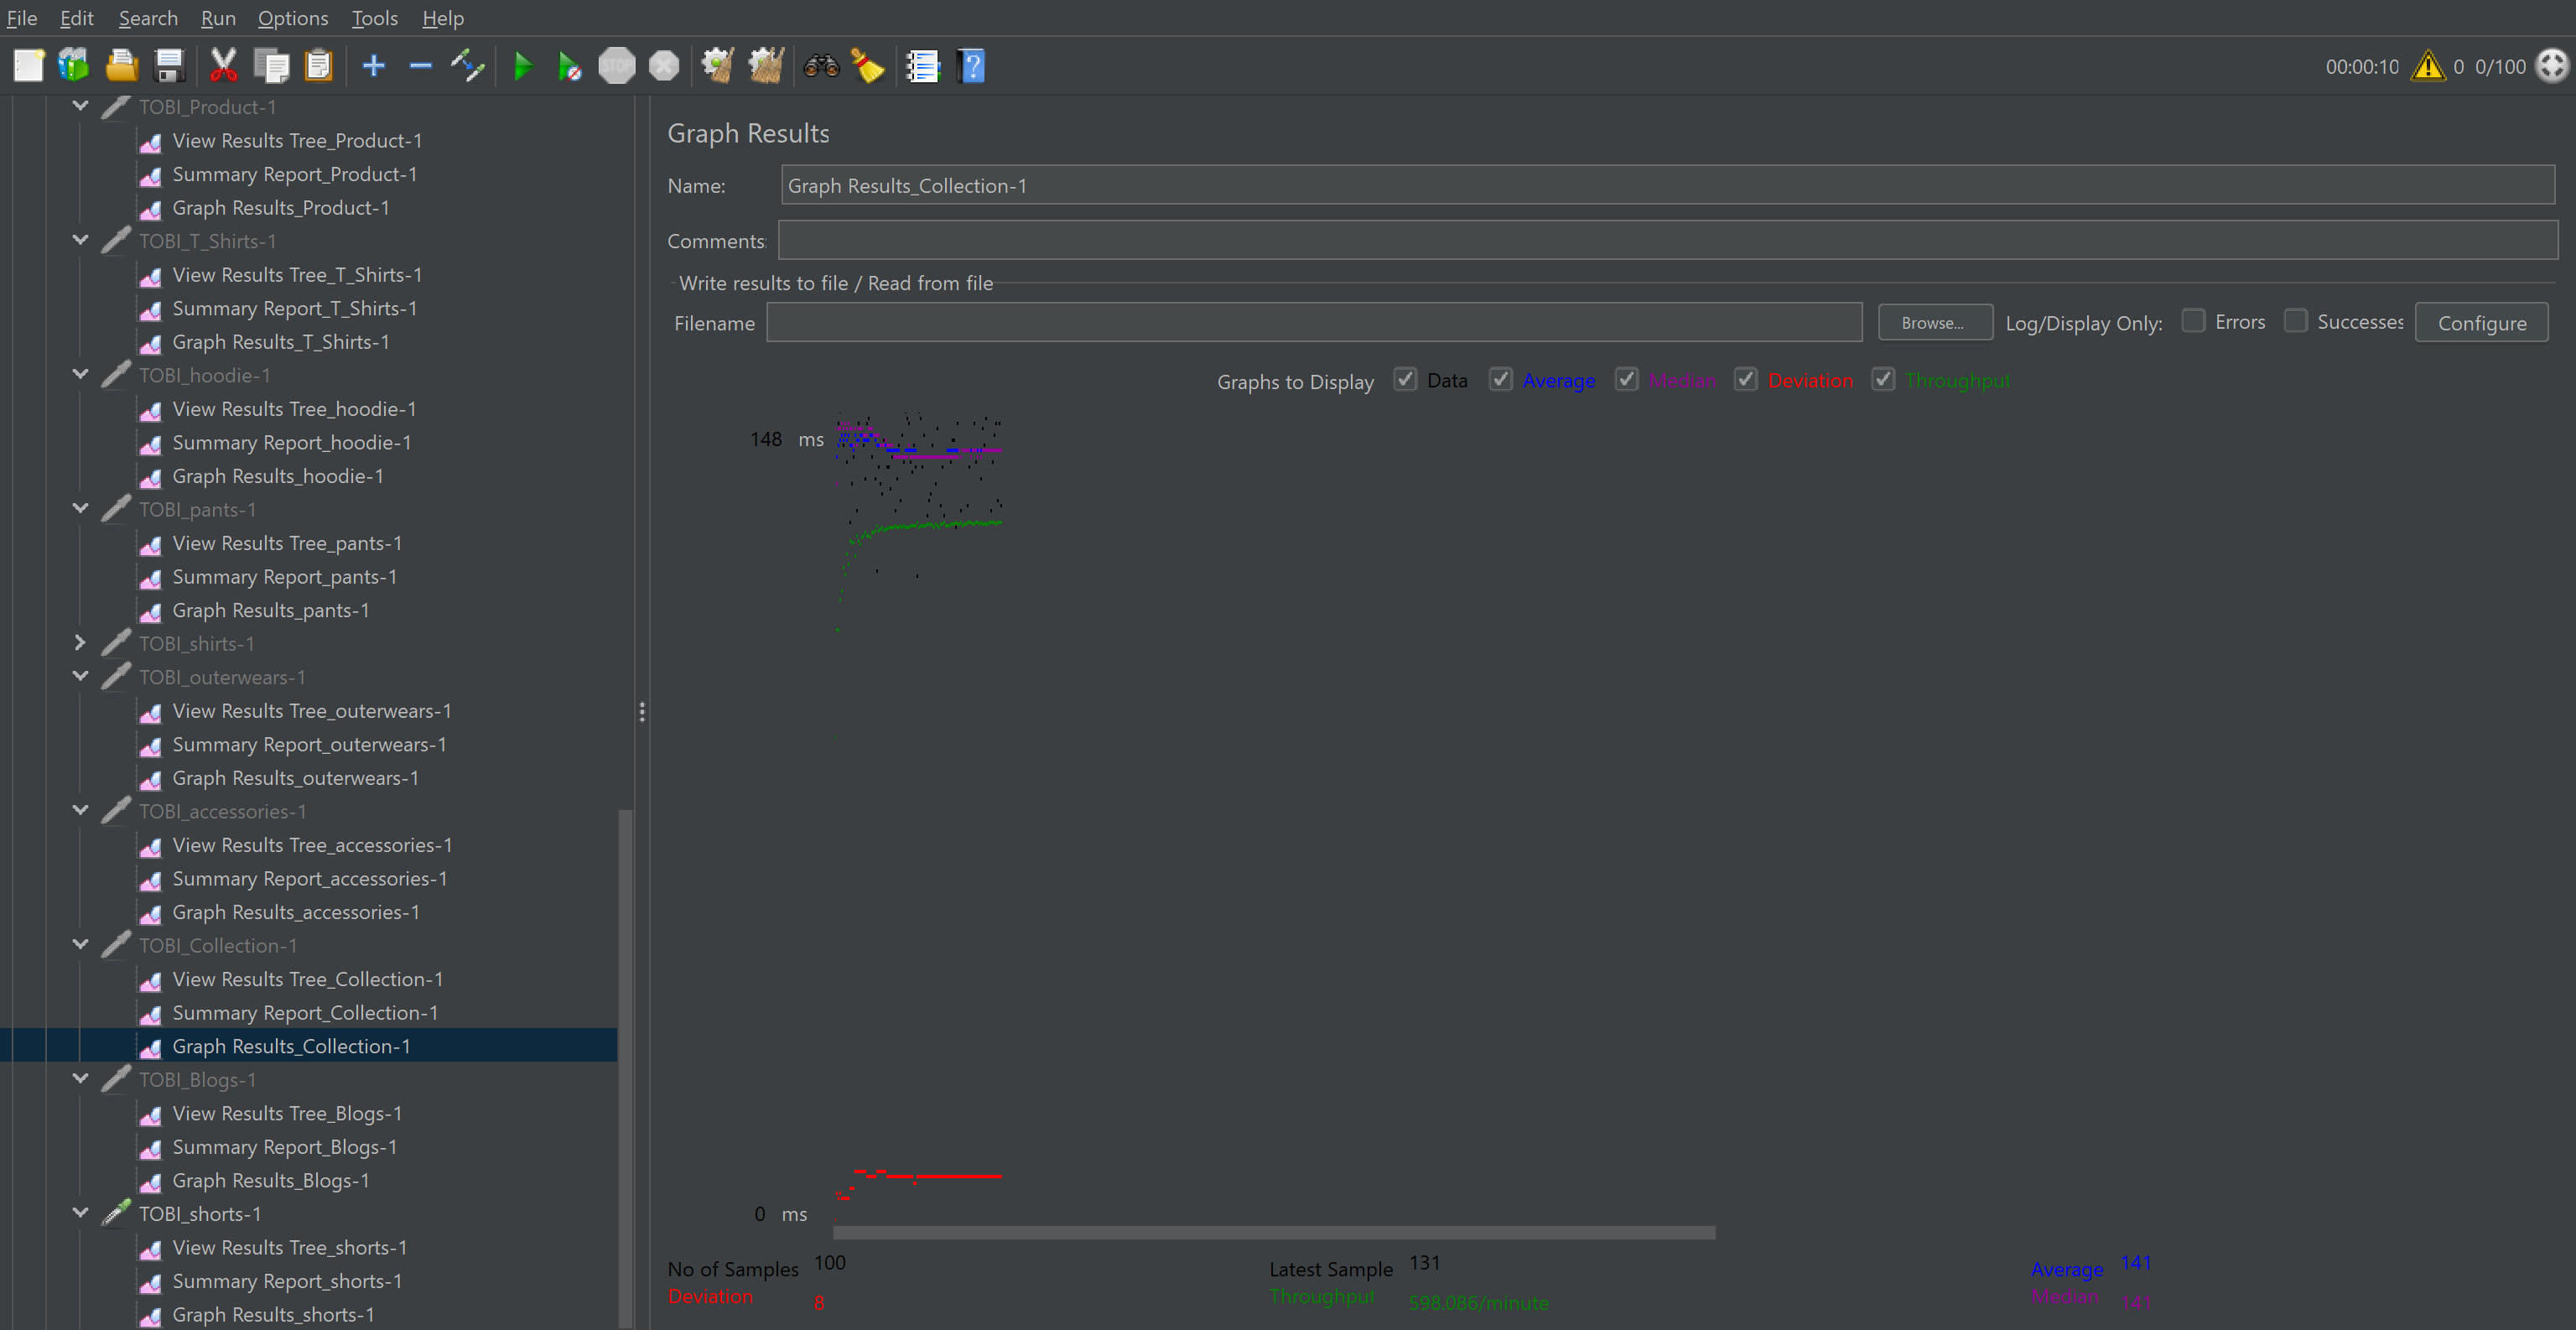 File Edit Search Run Options Tools Help
STOP
00:00:10 0 0/100
TOBI_Product-1
View Results Tree_Product-1
Summary Report_Product-1
Graph Results_Product-1
TOBI_T_Shirts-1
View Results Tree_T_Shirts-1
Summary Report_T_Shirts-1
Graph Results_T_Shirts-1
TOBI_hoodie-1
View Results Tree_hoodie-1
Summary Report_hoodie-1
Graph Results_hoodie-1
TOBI_pants-1
View Results Tree_pants-1
Summary Report_pants-1
Graph Results_pants-1
TOBI_shirts-1
TOBI_outerwears-1
View Results Tree_outerwears-1
Summary Report_outerwears-1
Graph Results_outerwears-1
TOBI_accessories-1
View Results Tree_accessories-1
Summary Report_accessories-1
Graph Results_accessories-1
TOBI_Collection-1
View Results Tree_Collection-1
Summary Report_Collection-1
Graph Results_Collection-1
TOBI_Blogs-1
View Results Tree_Blogs-1
Summary Report_Blogs-1
Graph Results_Blogs-1
TOBI_shorts-1
View Results Tree_shorts-1
Summary Report_shorts-1
Graph Results_shorts-1
Graph Results
Name: Graph Results_Collection-1
Comments:
Write results to file / Read from file
Filename Browse... Log/Display Only: Errors Successes Configure
Graphs to Display Data Average Median Deviation Throughput
148 ms
0 ms
No of Samples 100 Latest Sample 131 Average 141
Deviation 8 Throughput 598,086/minute Median 141